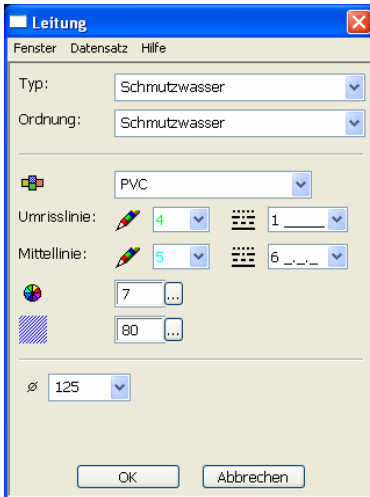 Leitung
Fenster Datensatz Hilfe
Typ: Schmutzwasser
Ordnung: Schmutzwasser
PVC
Umrisslinie: 4 1 _____
Mittellinie: 5 6 _._._
7 ...
80 ...
ø 125
OK Abbrechen